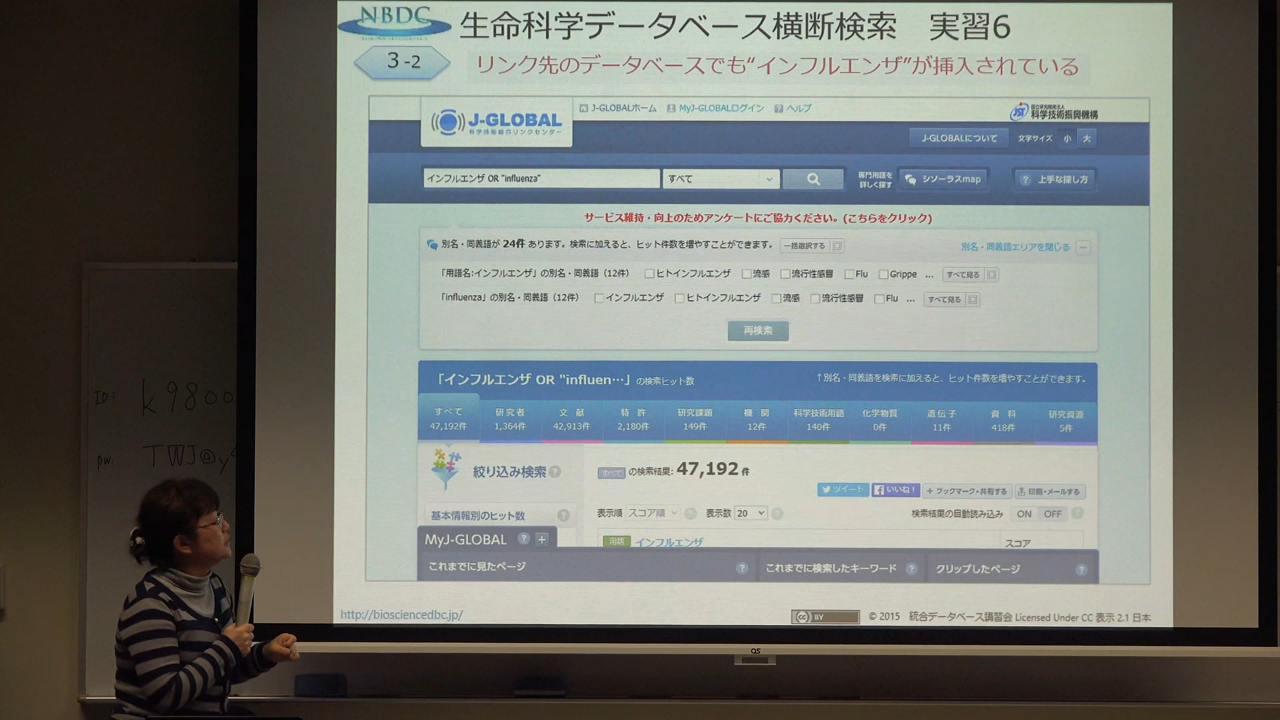 NBDC
生命科学データベース横断検索　実習6
3-2
リンク先のデータベースでも“インフルエンザ”が挿入されている
J-GLOBAL
科学技術総合リンクセンター
J-GLOBALホーム MyJ-GLOBALログイン ヘルプ
JST 国立研究開発法人 科学技術振興機構
J-GLOBALについて 文字サイズ 小 大
インフルエンザ OR "influenza" すべて 専門用語を詳しく探す シソーラスmap ? 上手な探し方
サービス維持・向上のためアンケートにご協力ください。(こちらをクリック)
別名・同義語が 24件 あります。検索に加えると、ヒット件数を増やすことができます。 一括選択する 別名・同義語エリアを閉じる
「用語名:インフルエンザ」の別名・同義語（12件） ヒトインフルエンザ 流感 流行性感冒 Flu Grippe ... すべて見る
「influenza」の別名・同義語（12件） インフルエンザ ヒトインフルエンザ 流感 流行性感冒 Flu ... すべて見る
再検索
「インフルエンザ OR "influen…」の検索ヒット数 ↑別名・同義語を検索に加えると、ヒット件数を増やすことができます。
すべて 研究者 文献 特許 研究課題 機関 科学技術用語 化学物質 遺伝子 資料 研究資源
47,192件 1,364件 42,913件 2,180件 149件 12件 140件 0件 11件 418件 5件
絞り込み検索 ? すべて の検索結果: 47,192 件
ツイート いいね! + ブックマーク・共有する 印刷・メールする
基本情報別のヒット数 ? 表示順 スコア順 ? 表示数 20 ? 検索結果の自動読み込み ON OFF ?
MyJ-GLOBAL ? + 用語 インフルエンザ スコア
これまでに見たページ ? これまでに検索したキーワード ? クリップしたページ ?
http://biosciencedbc.jp/
cc BY © 2015 統合データベース講習会 Licensed Under CC 表示 2.1 日本
ID: k9800
pw: TWJ@y
QS